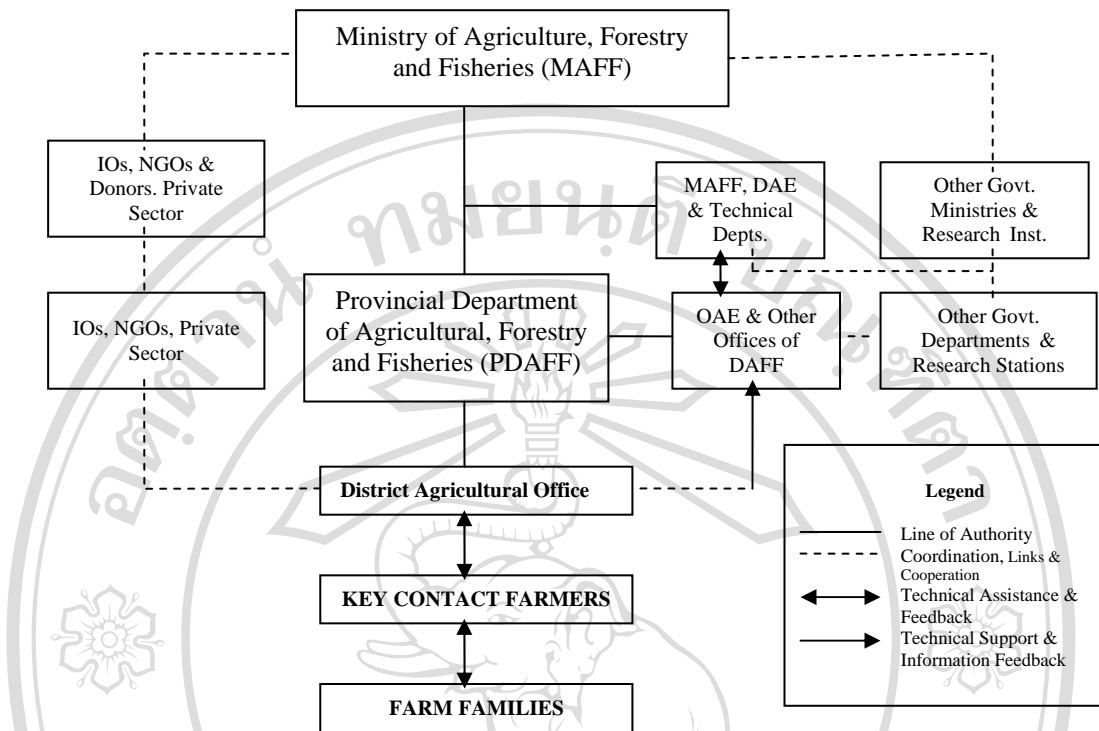 Ministry of Agriculture, Forestry
and Fisheries (MAFF)
IOs, NGOs &
Donors. Private
Sector
MAFF, DAE
& Technical
Depts.
Other Govt.
Ministries &
Research Inst.
IOs, NGOs, Private
Sector
Provincial Department
of Agricultural, Forestry
and Fisheries (PDAFF)
OAE & Other
Offices of
DAFF
Other Govt.
Departments &
Research Stations
District Agricultural Office
KEY CONTACT FARMERS
FARM FAMILIES
Legend
Line of Authority
Coordination, Links &
Cooperation
Technical Assistance &
Feedback
Technical Support &
Information Feedback